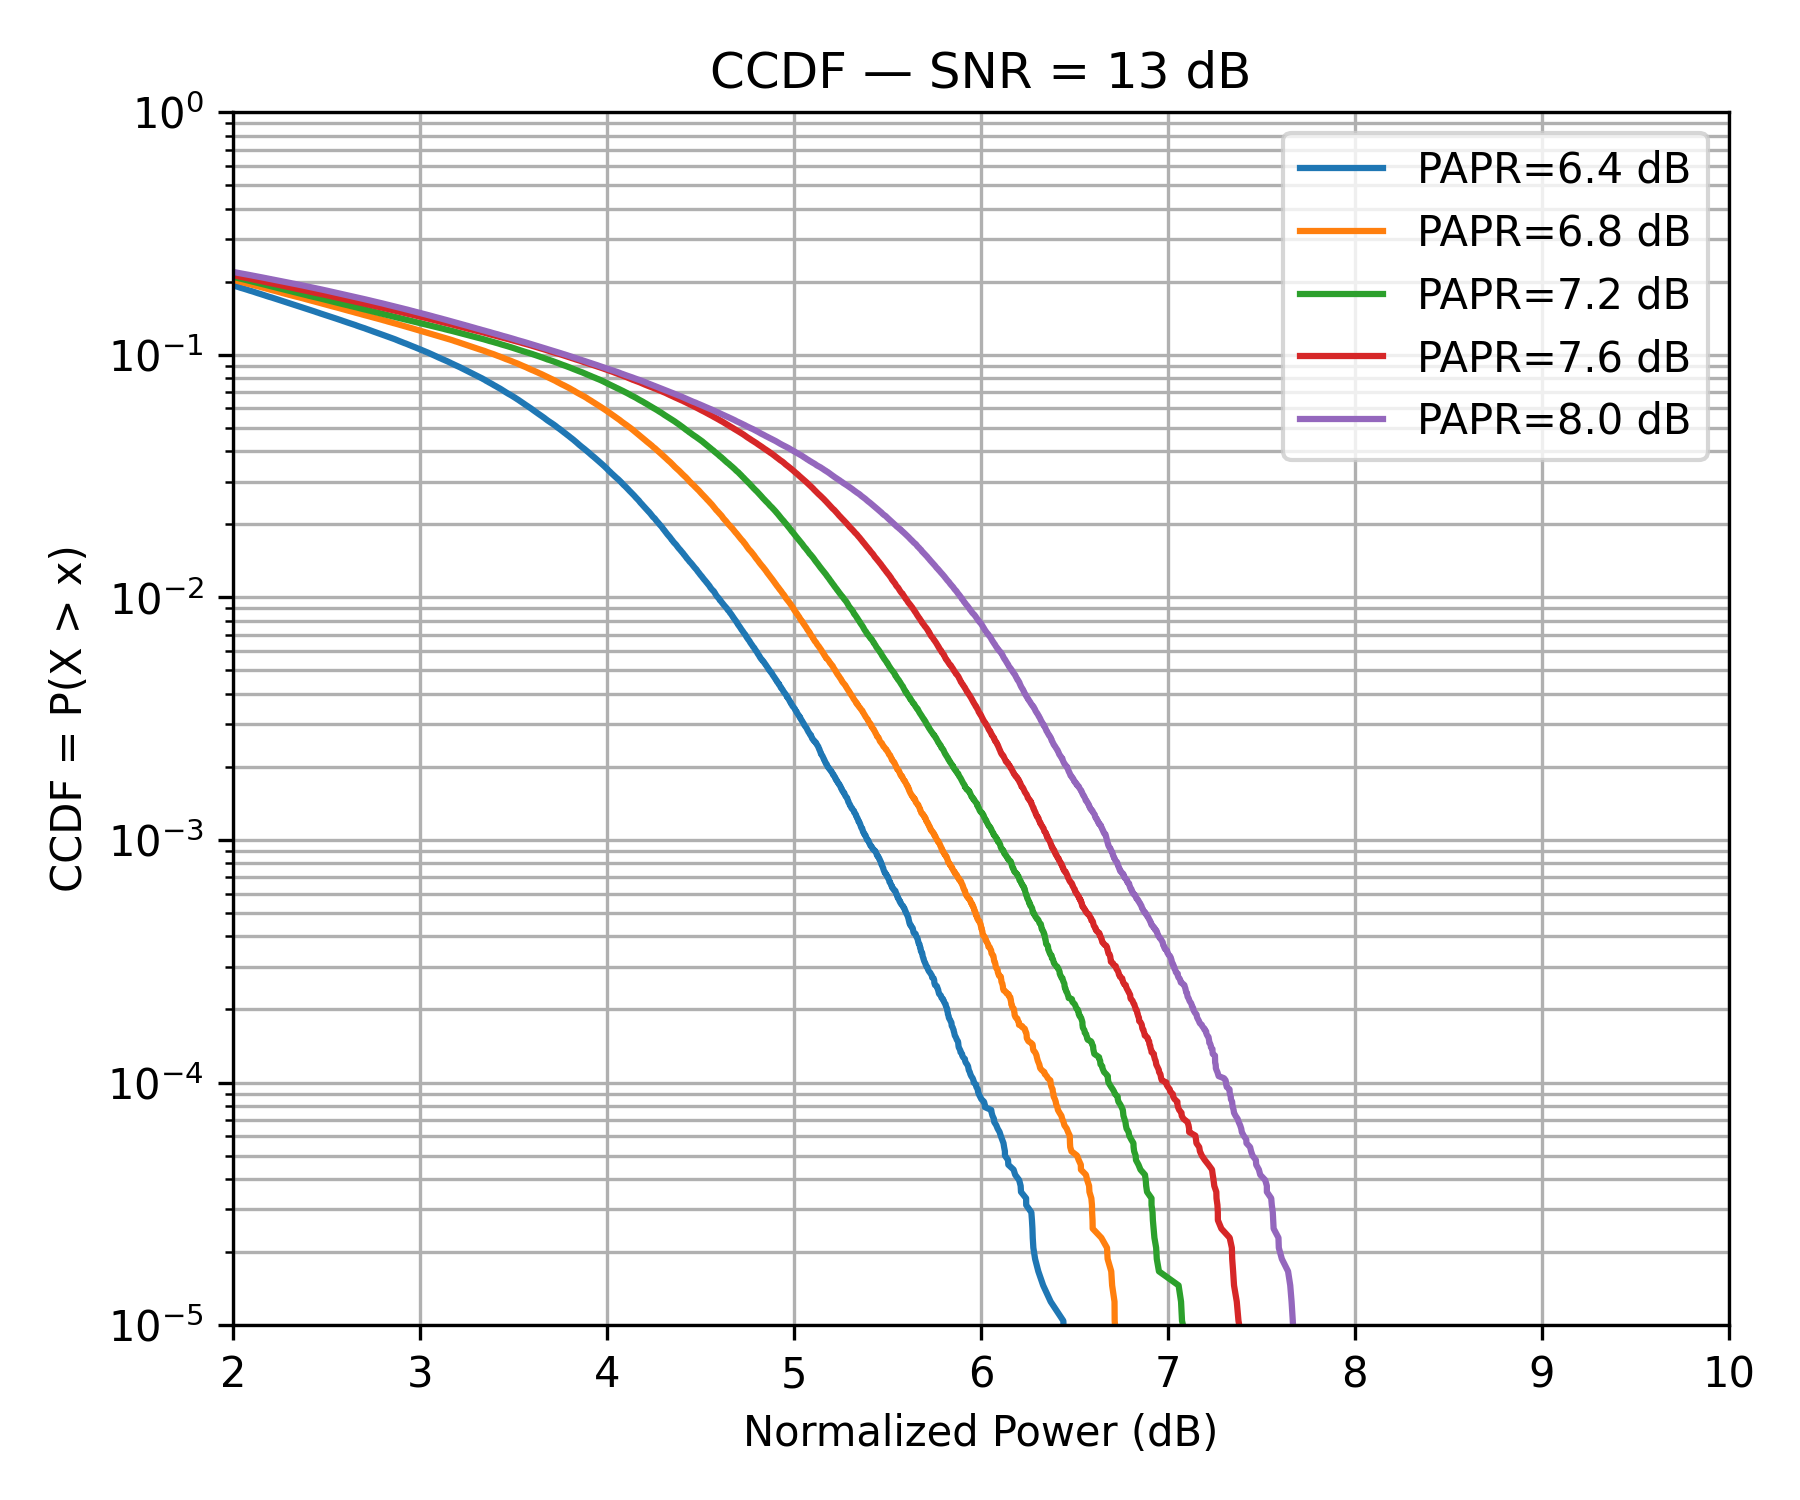 CCDF — SNR = 13 dB
10⁰
10⁻¹
10⁻²
10⁻³
10⁻⁴
10⁻⁵
CCDF = P(X > x)
PAPR=6.4 dB
PAPR=6.8 dB
PAPR=7.2 dB
PAPR=7.6 dB
PAPR=8.0 dB
2 3 4 5 6 7 8 9 10
Normalized Power (dB)